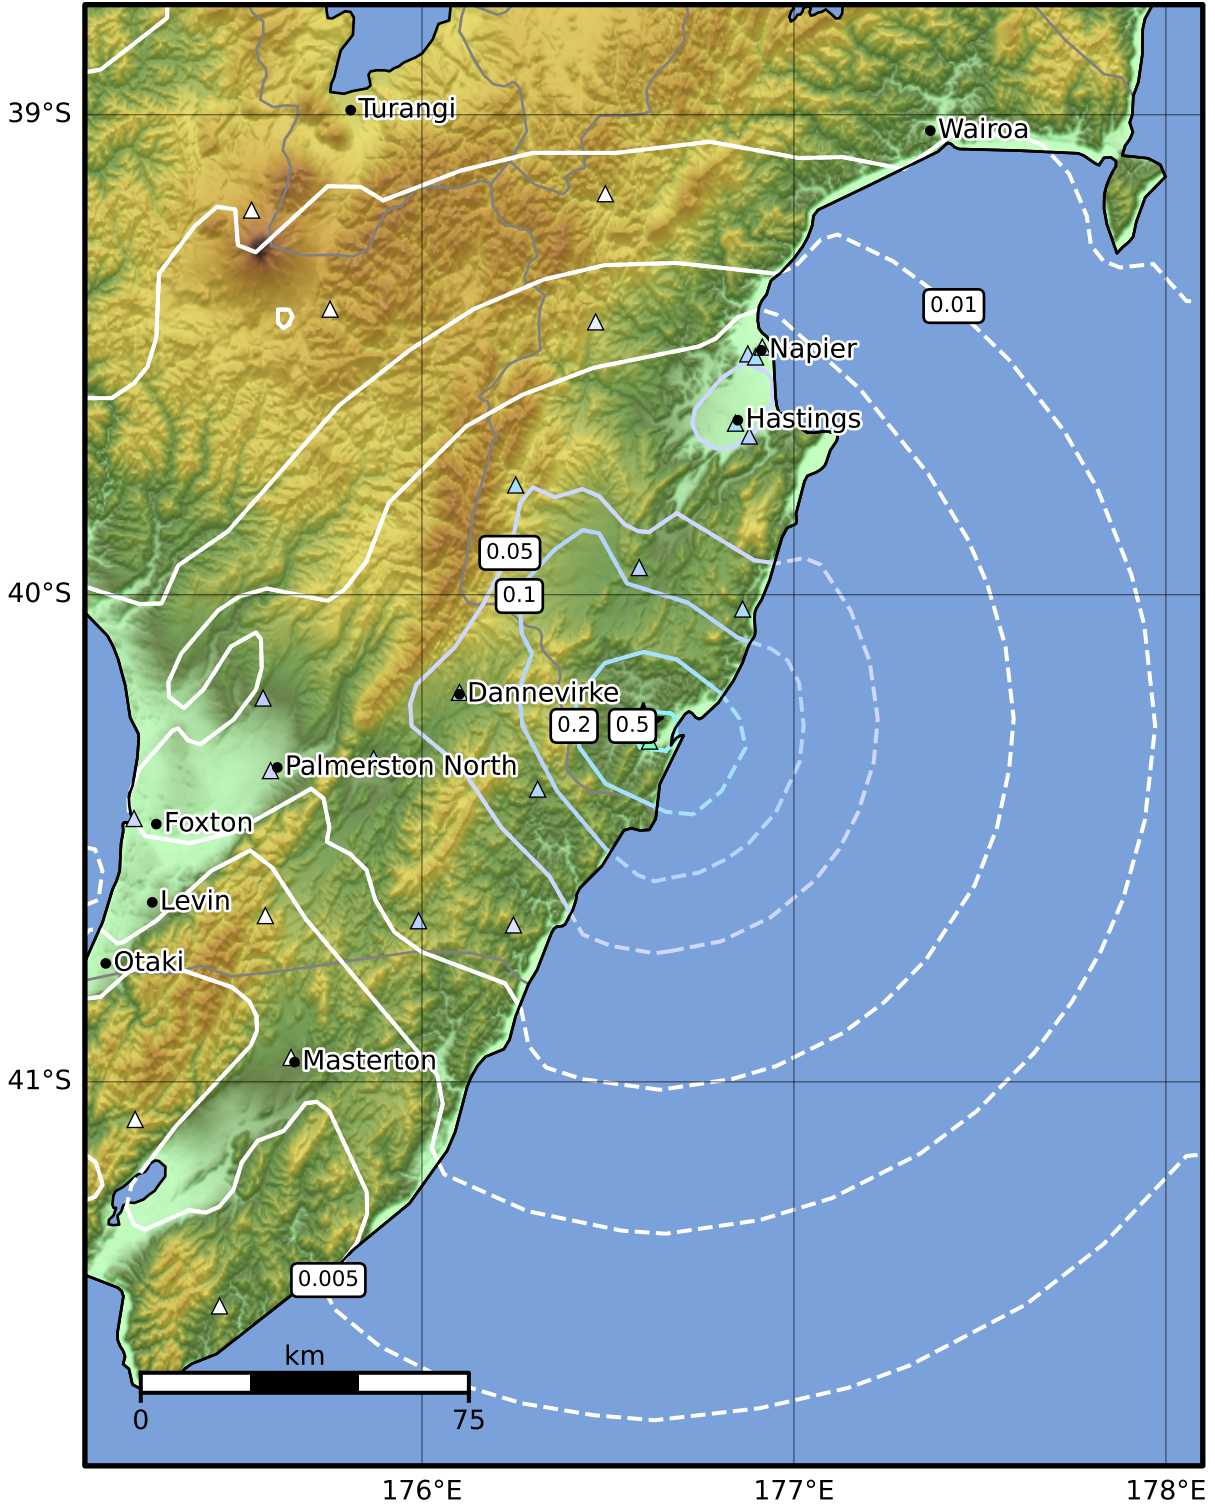 39°S
Turangi
Wairoa
0.01
Napier
Hastings
0.05
40°S
0.1
Dannevirke
0.2
0.5
Palmerston North
Foxton
Levin
Otaki
Masterton
41°S
0.005
km
0
75
176°E
177°E
178°E